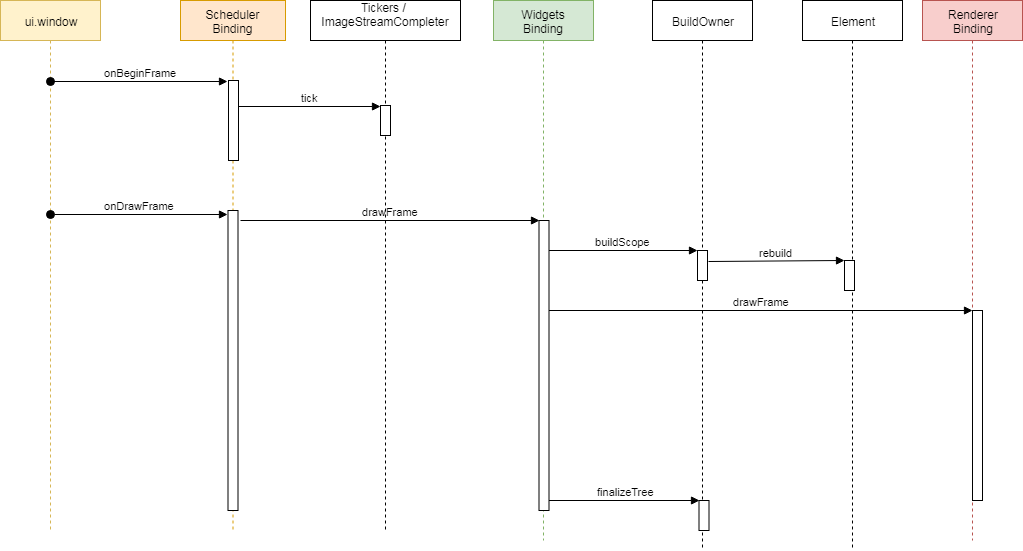 ui.window
Scheduler
Binding
Tickers /
ImageStreamCompleter
Widgets
Binding
BuildOwner
Element
Renderer
Binding
onBeginFrame
tick
onDrawFrame
drawFrame
buildScope
rebuild
drawFrame
finalizeTree